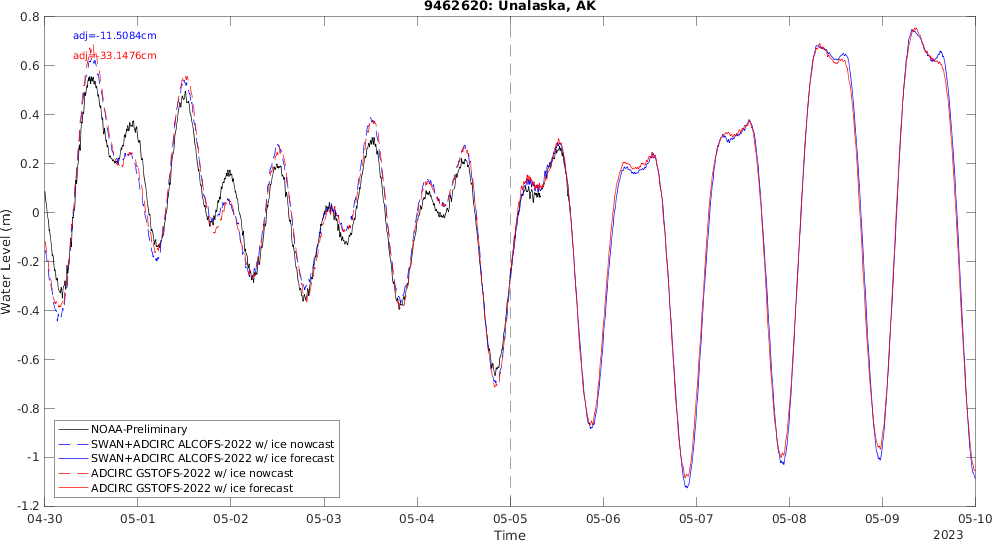 9462620: Unalaska, AK
adj=-11.5084cm
adj=-33.1476cm
0.8
0.6
0.4
0.2
0
-0.2
-0.4
-0.6
-0.8
-1
-1.2
Water Level (m)
NOAA-Preliminary
SWAN+ADCIRC ALCOFS-2022 w/ ice nowcast
SWAN+ADCIRC ALCOFS-2022 w/ ice forecast
ADCIRC GSTOFS-2022 w/ ice nowcast
ADCIRC GSTOFS-2022 w/ ice forecast
04-30 05-01 05-02 05-03 05-04 05-05 05-06 05-07 05-08 05-09 05-10
Time
2023